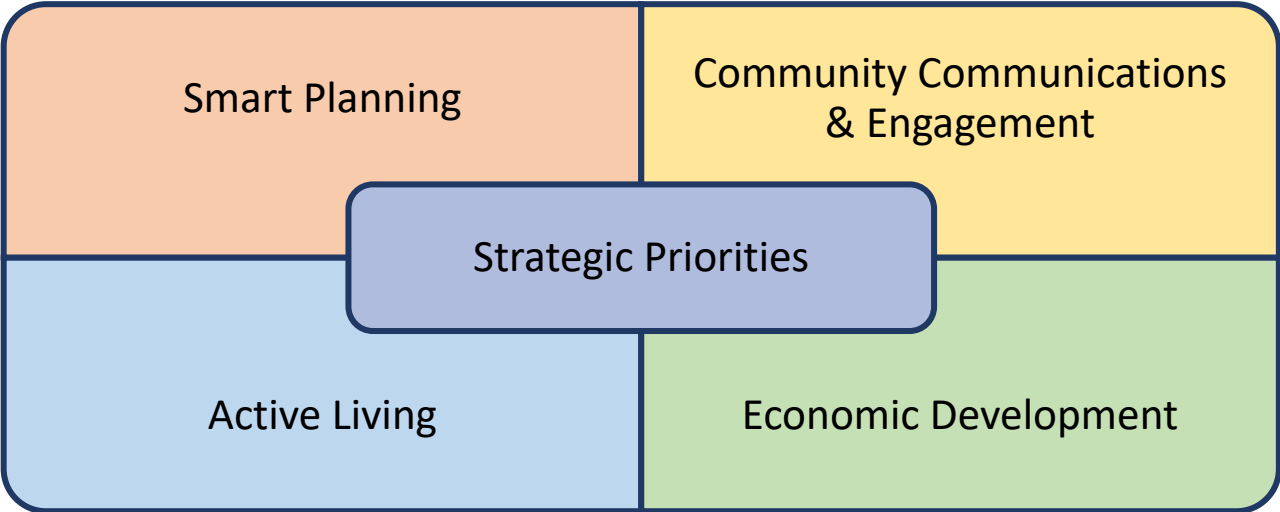 Smart Planning
Community Communications
& Engagement
Strategic Priorities
Active Living
Economic Development